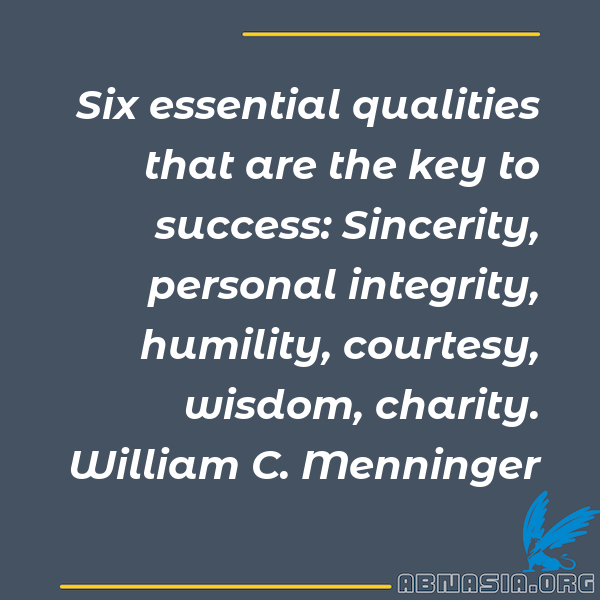 Six essential qualities
that are the key to
success: Sincerity,
personal integrity,
humility, courtesy,
wisdom, charity.
William C. Menninger
ABNASIA.ORG